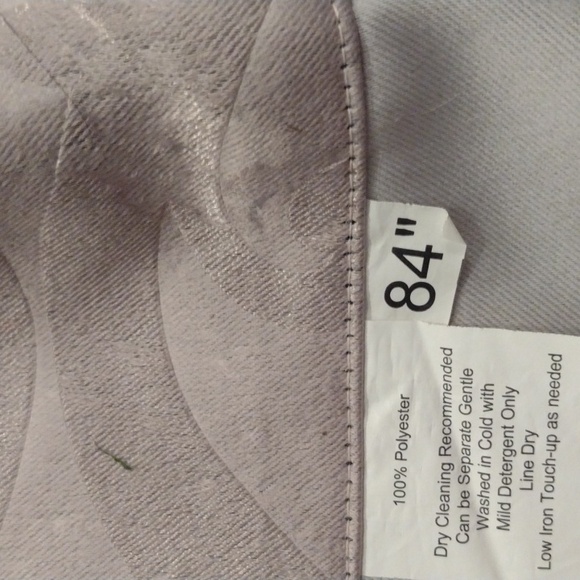 84"
100% Polyester
Dry Cleaning Recommended
Can be Separate Gentle
Washed in Cold with
Mild Detergent Only
Line Dry
Low Iron Touch-up as needed